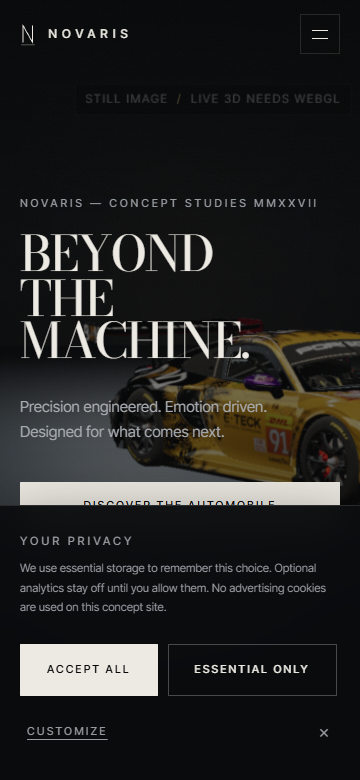 NOVARIS
STILL IMAGE / LIVE 3D NEEDS WEBGL
NOVARIS — CONCEPT STUDIES MMXXVII
BEYOND
THE
MACHINE.
Precision engineered. Emotion driven.
Designed for what comes next.
E TECK
91
DISCOVER THE AUTOMOBILE
YOUR PRIVACY
We use essential storage to remember this choice. Optional
analytics stay off until you allow them. No advertising cookies
are used on this concept site.
ACCEPT ALL
ESSENTIAL ONLY
CUSTOMIZE